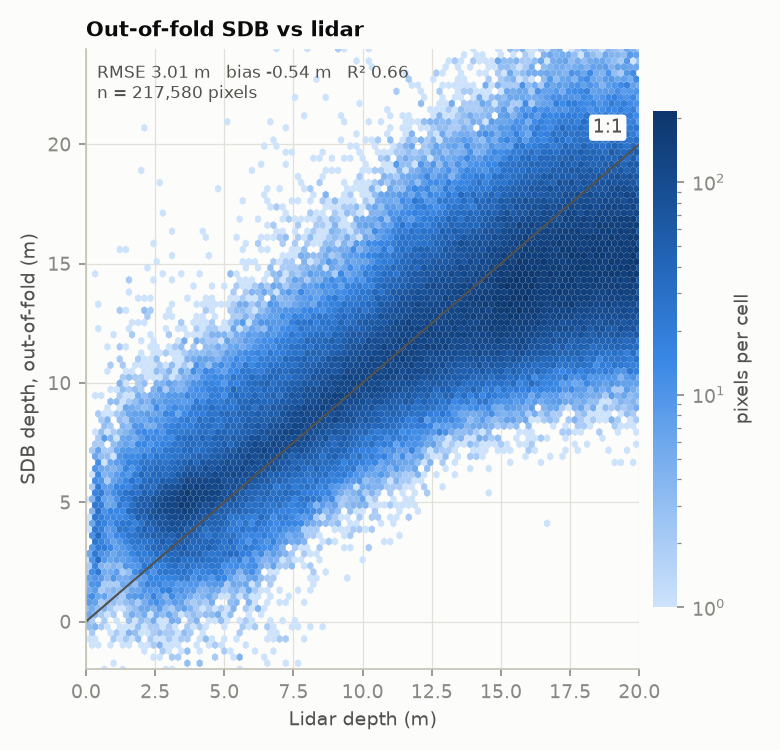 Out-of-fold SDB vs lidar
RMSE 3.01 m bias -0.54 m R² 0.66
n = 217,580 pixels
1:1
SDB depth, out-of-fold (m)
20
15
10
5
0
0.0 2.5 5.0 7.5 10.0 12.5 15.0 17.5 20.0
Lidar depth (m)
10²
10¹
10⁰
pixels per cell